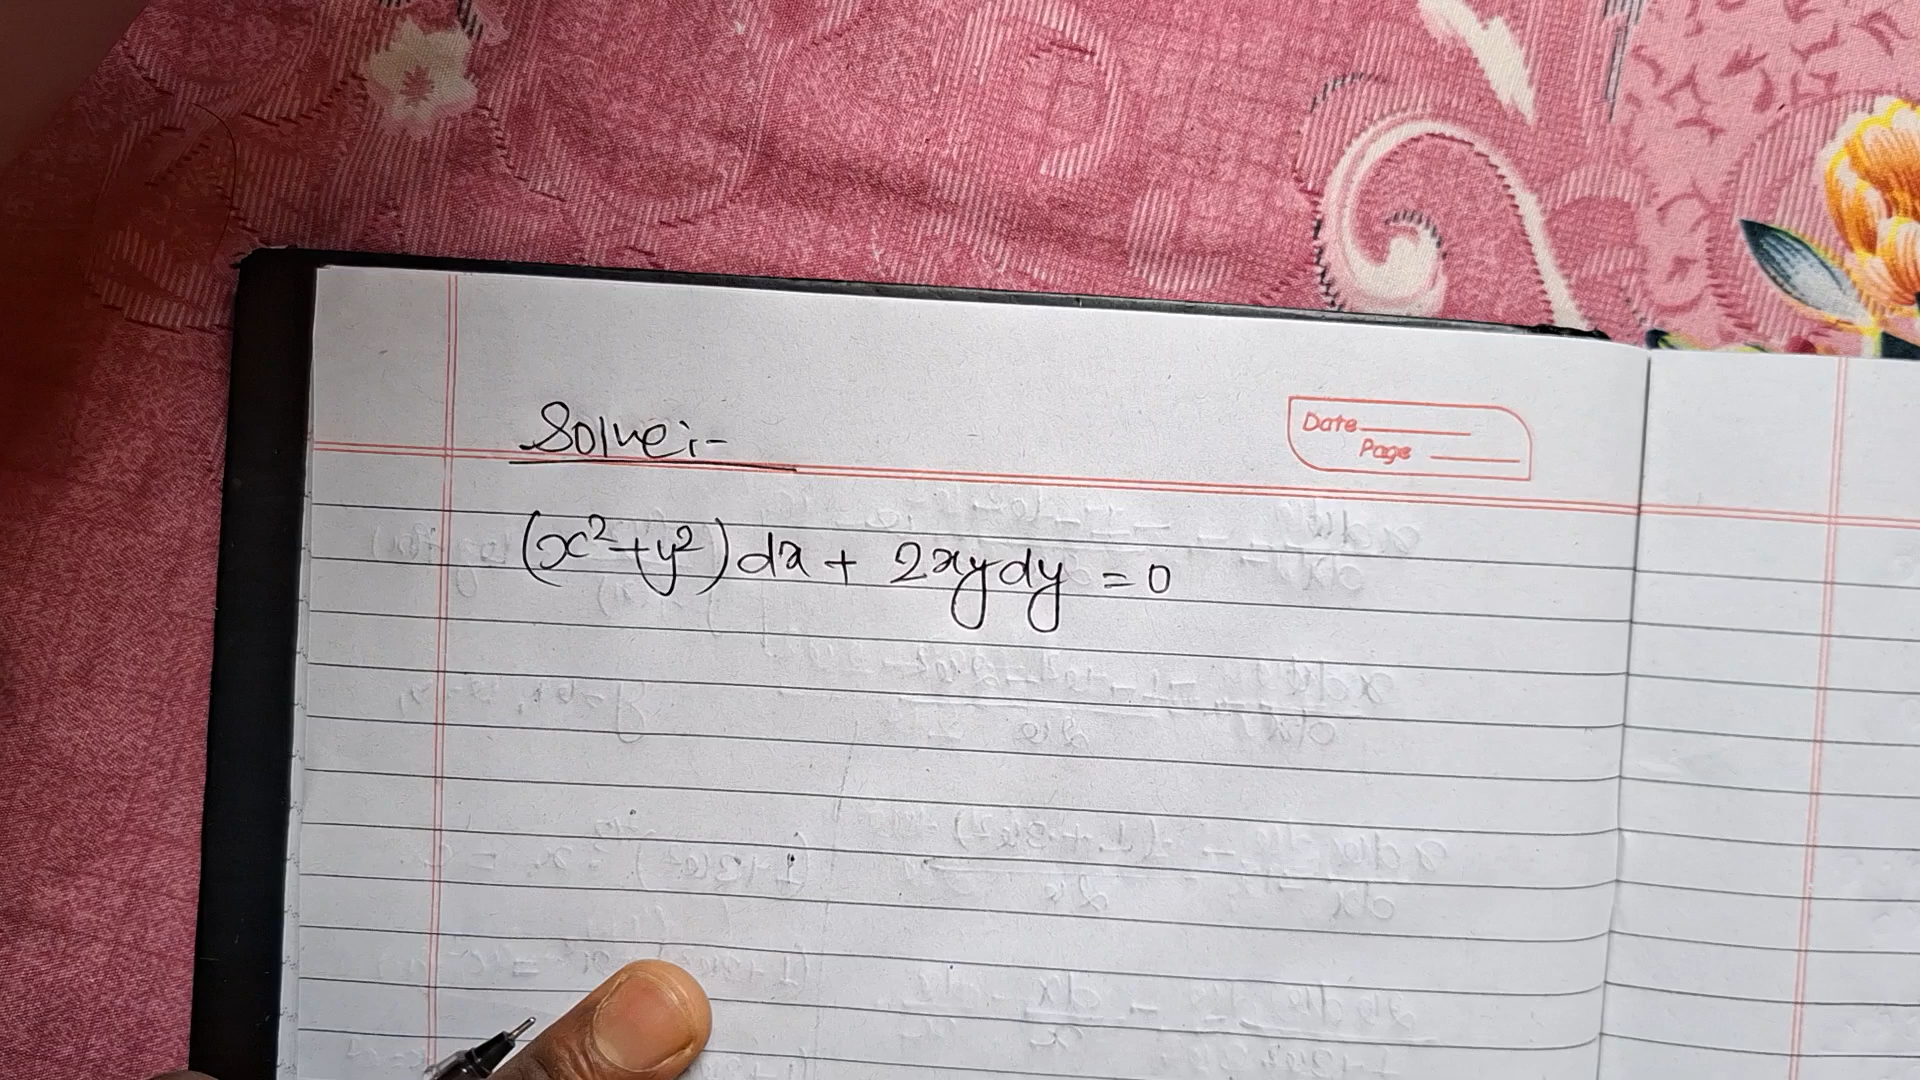 Solve:-
Date
Page
(x²+y²)dx + 2xydy = 0